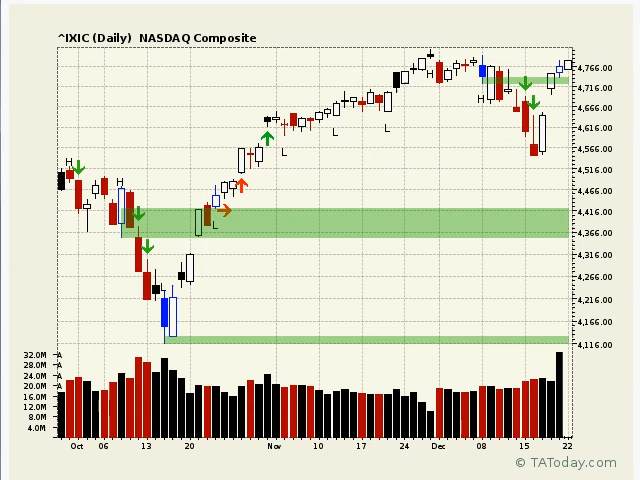 ^IXIC (Daily)  NASDAQ Composite
4,766.00
4,716.00
4,666.00
4,616.00
4,566.00
4,516.00
4,466.00
4,416.00
4,366.00
4,316.00
4,266.00
4,216.00
4,166.00
4,116.00
H
H
L
L
L
L
L
H
H
32.0M A
28.0M A
24.0M A
20.0M A
16.0M A
12.0M A
8.0M A
4.0M
Oct 06 13 20 Nov 10 17 24 Dec 08 15 22
© TAToday.com